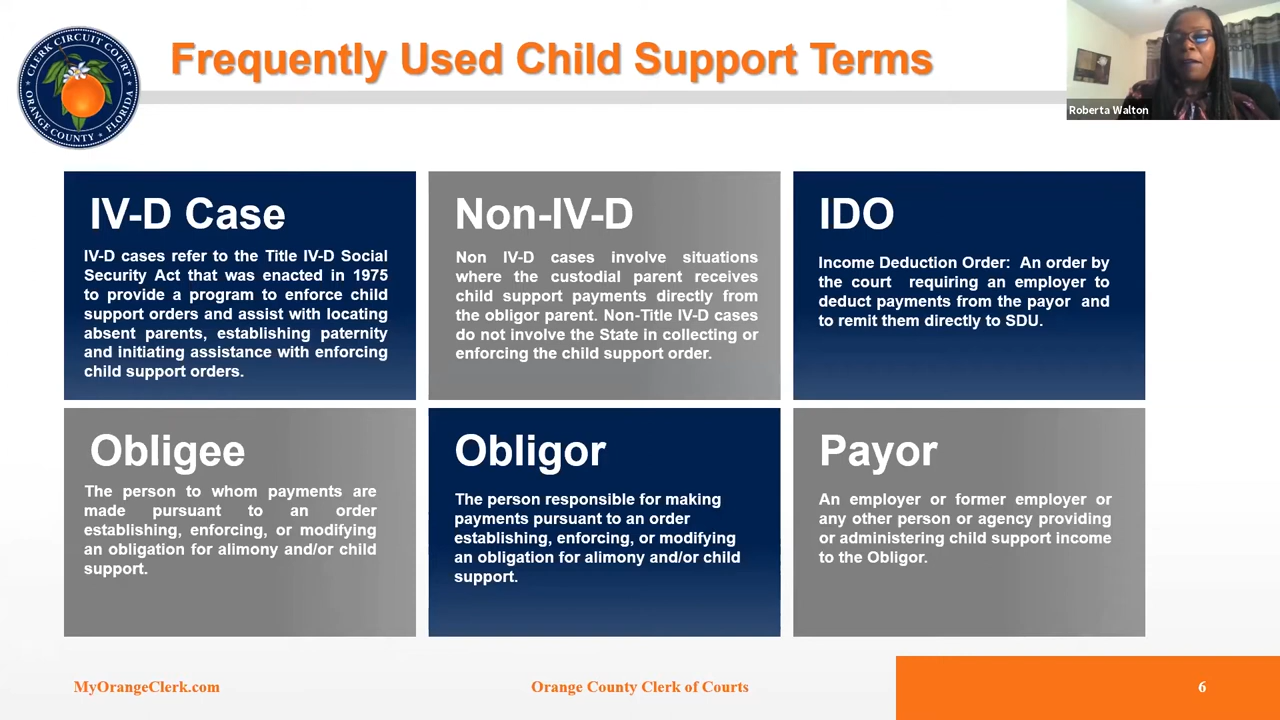 CLERK CIRCUIT COURT
ORANGE COUNTY ★ FLORIDA
Frequently Used Child Support Terms
Roberta Walton
IV-D Case
IV-D cases refer to the Title IV-D Social
Security Act that was enacted in 1975
to provide a program to enforce child
support orders and assist with locating
absent parents, establishing paternity
and initiating assistance with enforcing
child support orders.
Non-IV-D
Non IV-D cases involve situations
where the custodial parent receives
child support payments directly from
the obligor parent. Non-Title IV-D cases
do not involve the State in collecting or
enforcing the child support order.
IDO
Income Deduction Order: An order by
the court requiring an employer to
deduct payments from the payor and
to remit them directly to SDU.
Obligee
The person to whom payments are
made pursuant to an order
establishing, enforcing, or modifying
an obligation for alimony and/or child
support.
Obligor
The person responsible for making
payments pursuant to an order
establishing, enforcing, or modifying
an obligation for alimony and/or child
support.
Payor
An employer or former employer or
any other person or agency providing
or administering child support income
to the Obligor.
MyOrangeClerk.com
Orange County Clerk of Courts
6